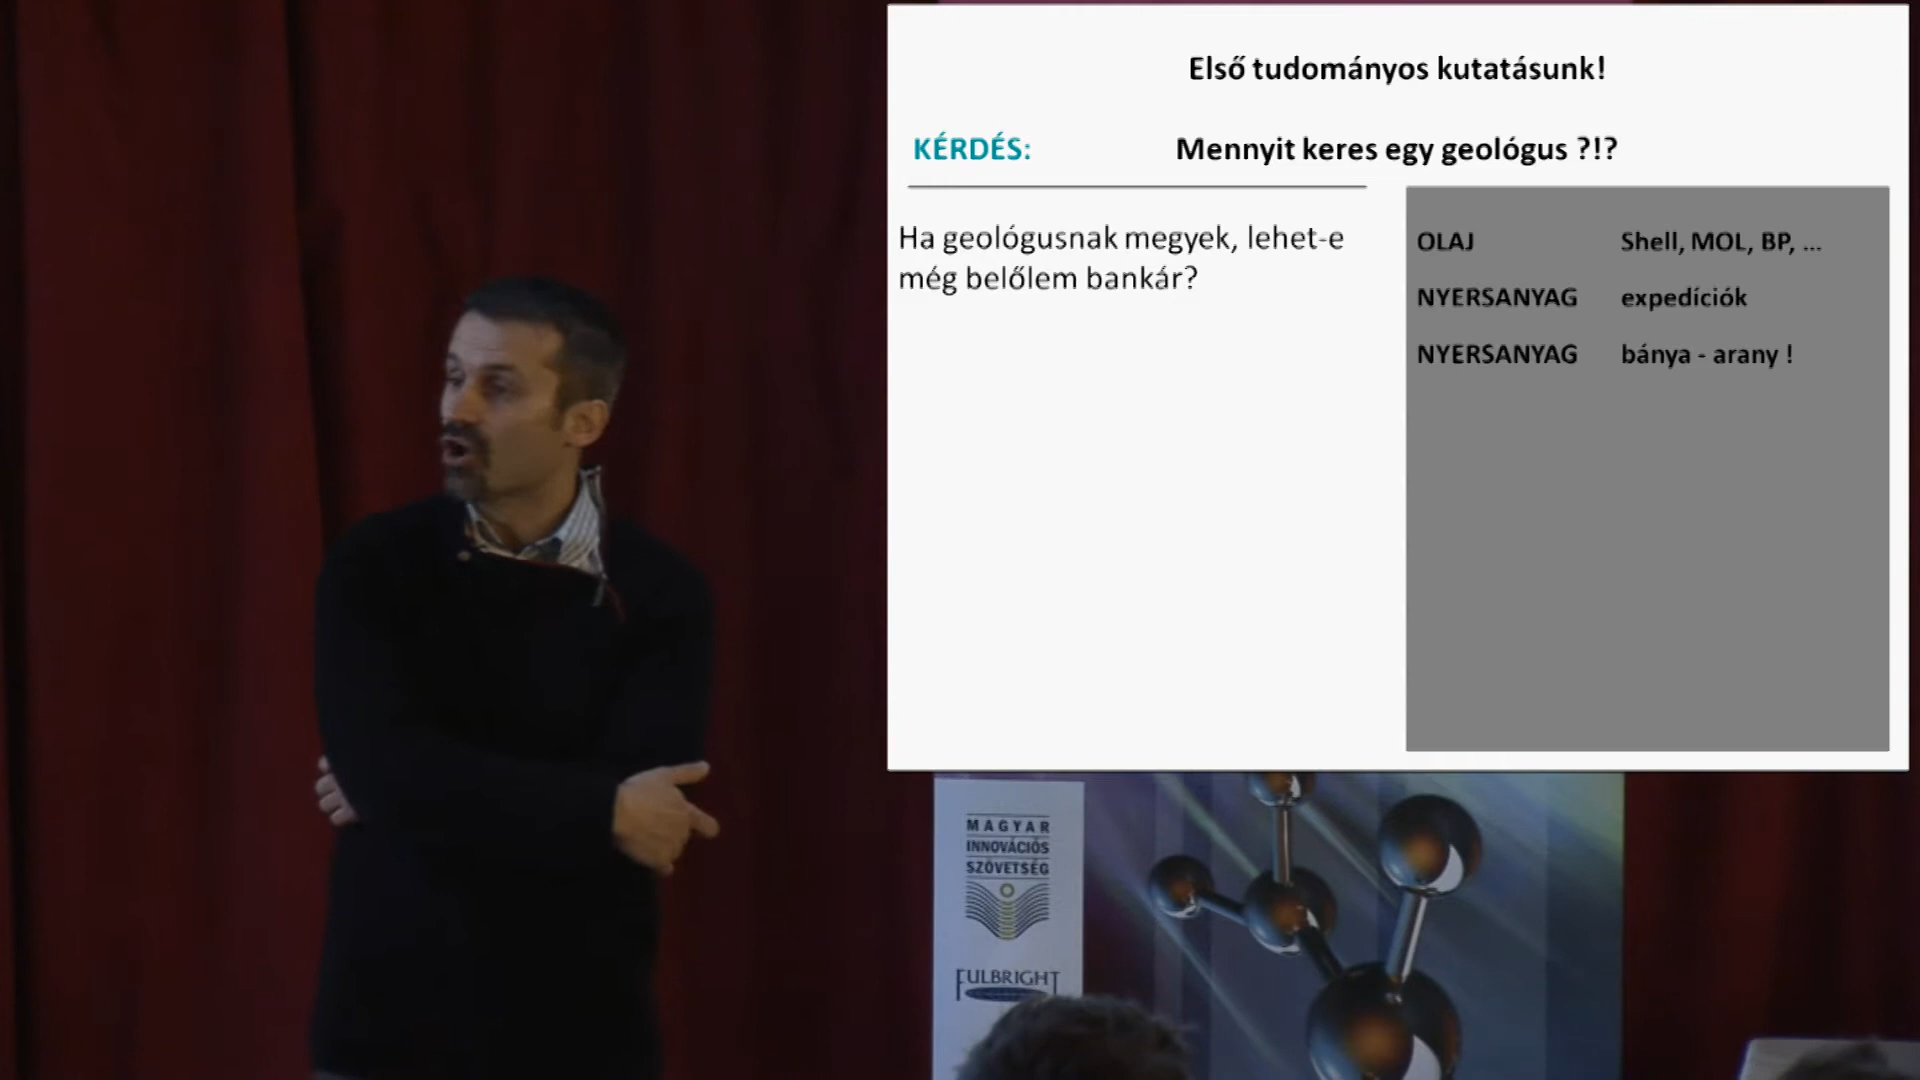 Első tudományos kutatásunk!
KÉRDÉS: Mennyit keres egy geológus ?!?
Ha geológusnak megyek, lehet-e
még belőlem bankár?
OLAJ Shell, MOL, BP, ...
NYERSANYAG expedíciók
NYERSANYAG bánya - arany !
MAGYAR
INNOVÁCIÓS
SZÖVETSÉG
FULBRIGHT